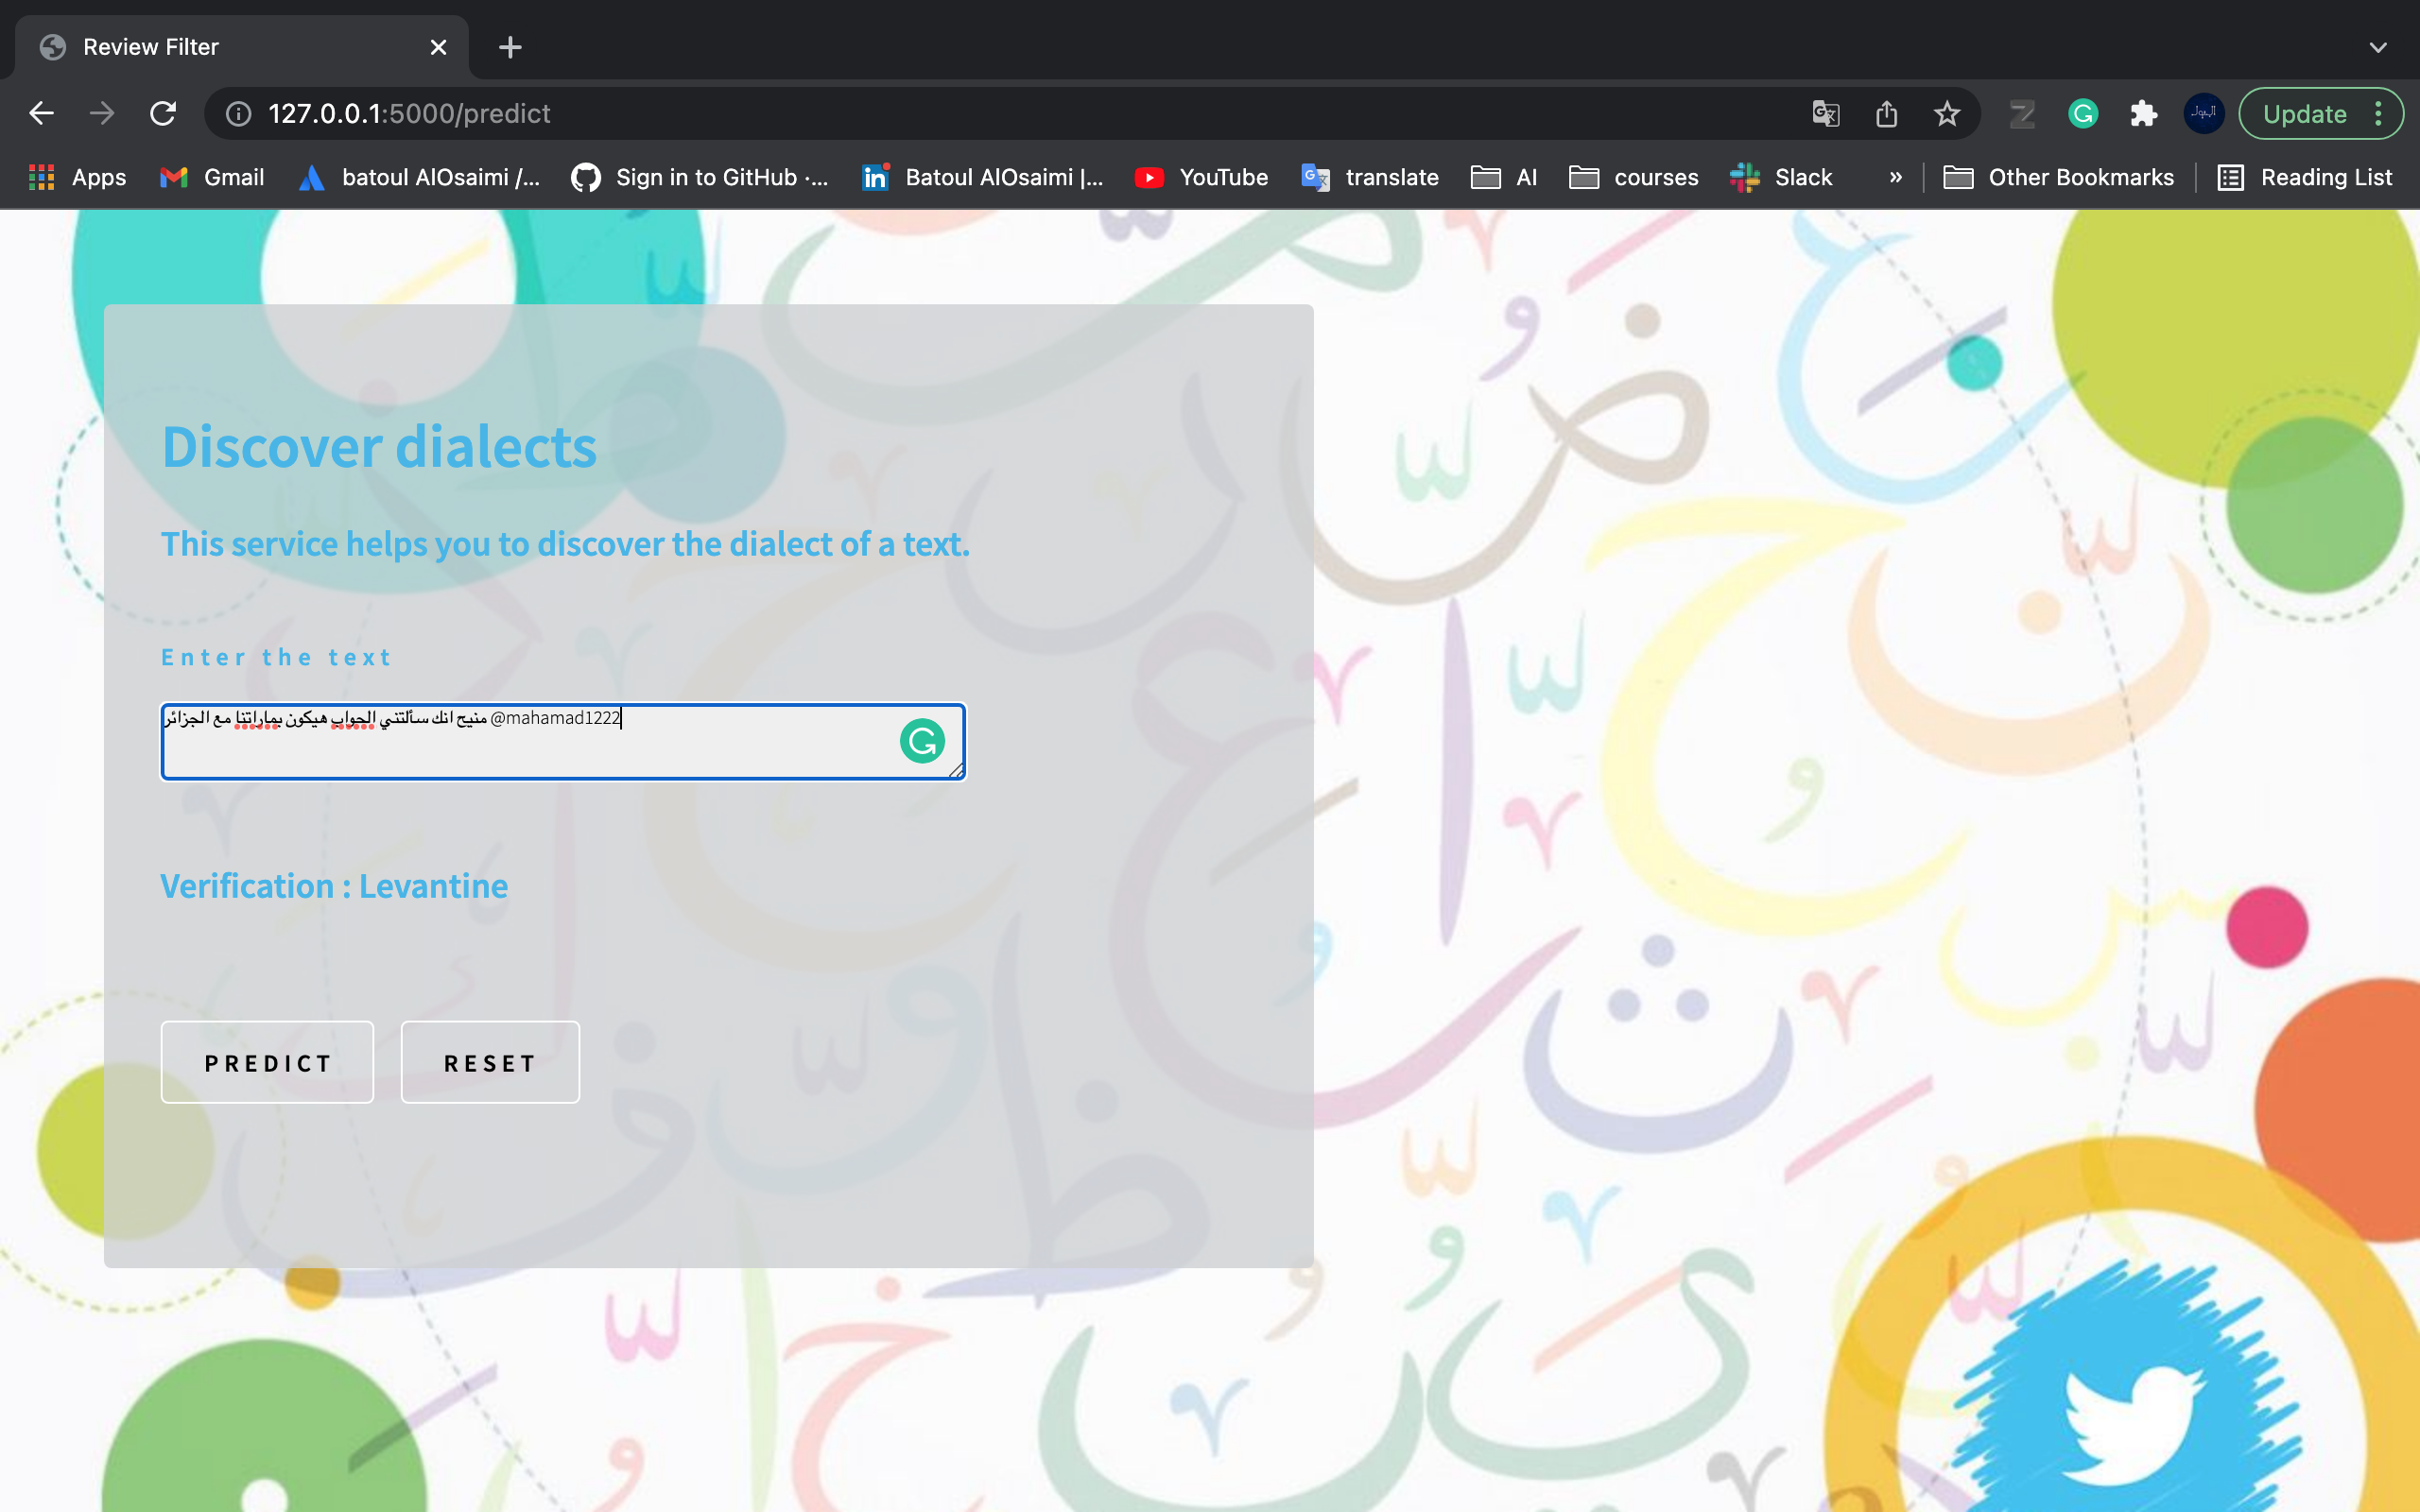 Review Filter
127.0.0.1:5000/predict
Update
Apps
Gmail
batoul AlOsaimi /...
Sign in to GitHub ·...
Batoul AlOsaimi |...
YouTube
translate
AI
courses
Slack
»
Other Bookmarks
Reading List
Discover dialects
This service helps you to discover the dialect of a text.
Enter the text
@mahamad1222 منيح انك سألتني الجواب هيكون بماراتنا مع الجزائر
Verification : Levantine
PREDICT
RESET